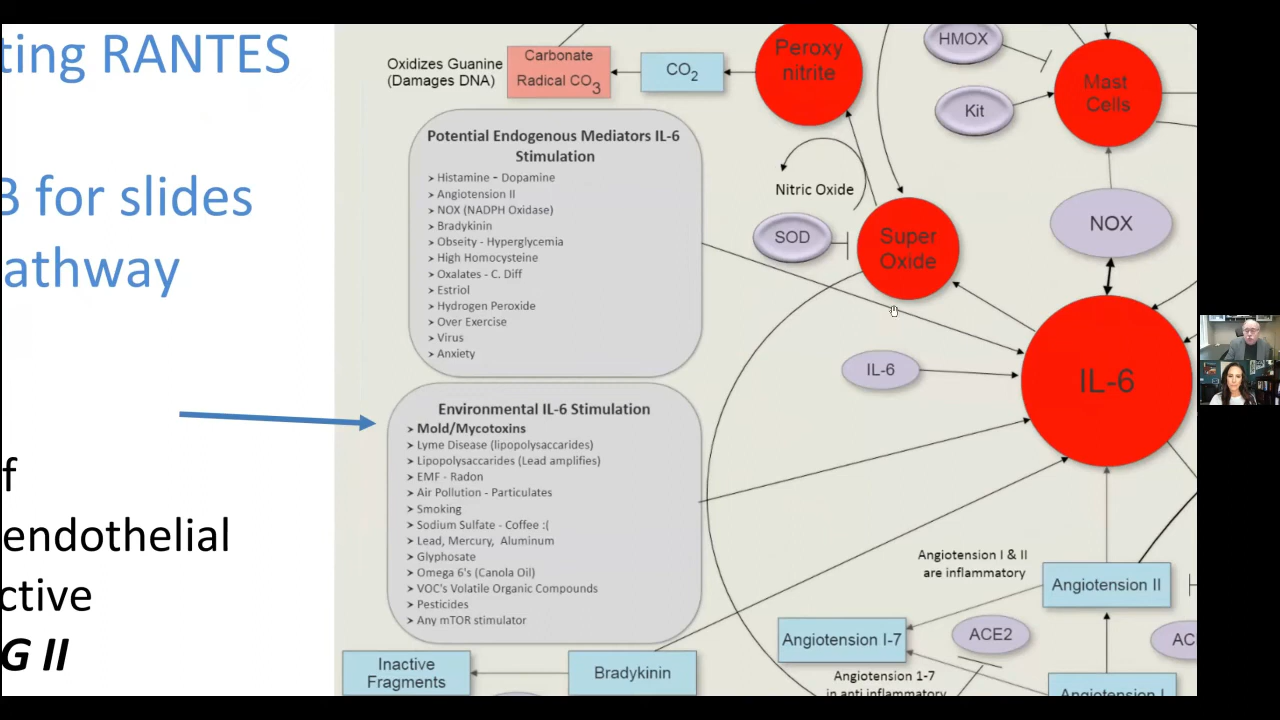 ting RANTES
B for slides
athway
f
endothelial
ctive
G II
Oxidizes Guanine
(Damages DNA)
Carbonate
Radical CO3
CO2
Peroxy
nitrite
HMOX
Kit
Mast
Cells
Potential Endogenous Mediators IL-6
Stimulation
➤ Histamine - Dopamine
➤ Angiotension II
➤ NOX (NADPH Oxidase)
➤ Bradykinin
➤ Obseity - Hyperglycemia
➤ High Homocysteine
➤ Oxalates - C. Diff
➤ Estriol
➤ Hydrogen Peroxide
➤ Over Exercise
➤ Virus
➤ Anxiety
Nitric Oxide
SOD
Super
Oxide
NOX
IL-6
IL-6
Environmental IL-6 Stimulation
➤ Mold/Mycotoxins
➤ Lyme Disease (lipopolysaccarides)
➤ Lipopolysaccarides (Lead amplifies)
➤ EMF - Radon
➤ Air Pollution - Particulates
➤ Smoking
➤ Sodium Sulfate - Coffee :(
➤ Lead, Mercury, Aluminum
➤ Glyphosate
➤ Omega 6's (Canola Oil)
➤ VOC's Volatile Organic Compounds
➤ Pesticides
➤ Any mTOR stimulator
Angiotension I & II
are inflammatory
Angiotension II
Angiotension I-7
ACE2
AC
Angiotension 1-7
in anti inflammatory
Angiotension I
Inactive
Fragments
Bradykinin